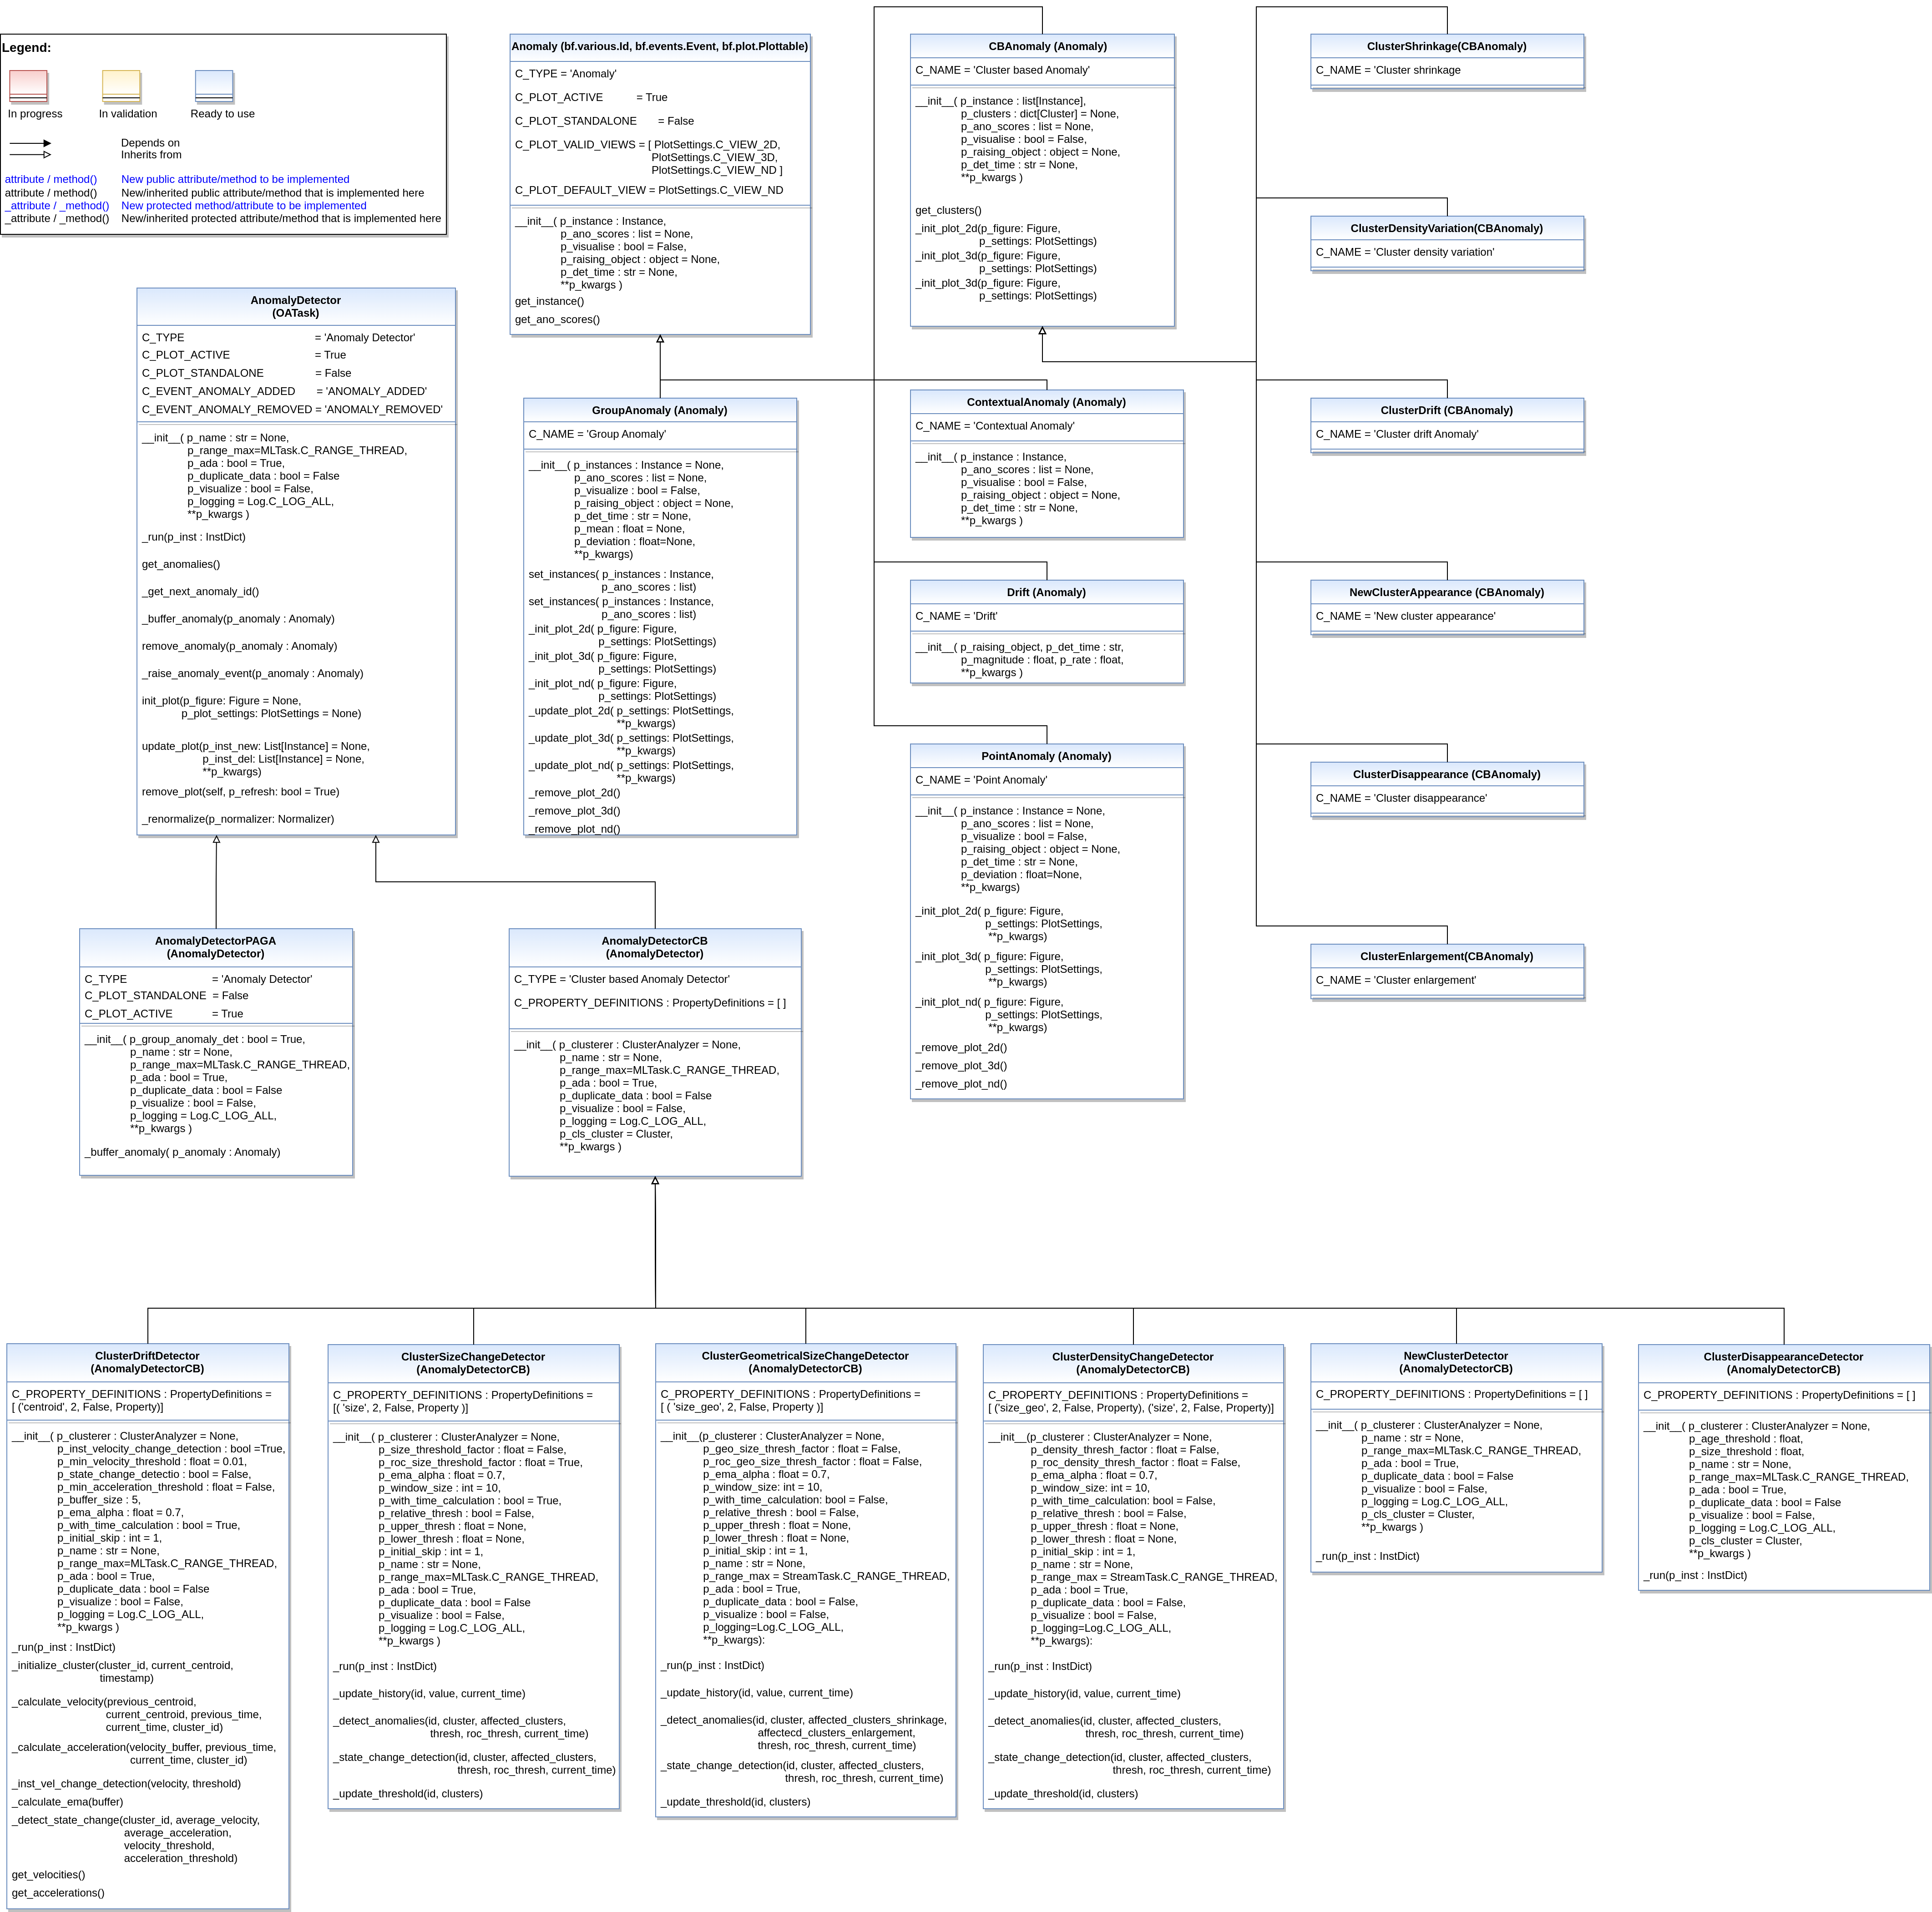 Legend:
In progress
In validation
Ready to use
Depends on
Inherits from
attribute / method() New public attribute/method to be implemented
attribute / method() New/inherited public attribute/method that is implemented here
_attribute / _method() New protected method/attribute to be implemented
_attribute / _method() New/inherited protected attribute/method that is implemented here
Anomaly (bf.various.Id, bf.events.Event, bf.plot.Plottable)
C_TYPE = 'Anomaly'
C_PLOT_ACTIVE = True
C_PLOT_STANDALONE = False
C_PLOT_VALID_VIEWS = [ PlotSettings.C_VIEW_2D,
PlotSettings.C_VIEW_3D,
PlotSettings.C_VIEW_ND ]
C_PLOT_DEFAULT_VIEW = PlotSettings.C_VIEW_ND
__init__( p_instance : Instance,
p_ano_scores : list = None,
p_visualise : bool = False,
p_raising_object : object = None,
p_det_time : str = None,
**p_kwargs )
get_instance()
get_ano_scores()
CBAnomaly (Anomaly)
C_NAME = 'Cluster based Anomaly'
__init__( p_instance : list[Instance],
p_clusters : dict[Cluster] = None,
p_ano_scores : list = None,
p_visualise : bool = False,
p_raising_object : object = None,
p_det_time : str = None,
**p_kwargs )
get_clusters()
_init_plot_2d(p_figure: Figure,
p_settings: PlotSettings)
_init_plot_3d(p_figure: Figure,
p_settings: PlotSettings)
_init_plot_3d(p_figure: Figure,
p_settings: PlotSettings)
ClusterShrinkage(CBAnomaly)
C_NAME = 'Cluster shrinkage
ClusterDensityVariation(CBAnomaly)
C_NAME = 'Cluster density variation'
ClusterDrift (CBAnomaly)
C_NAME = 'Cluster drift Anomaly'
NewClusterAppearance (CBAnomaly)
C_NAME = 'New cluster appearance'
ClusterDisappearance (CBAnomaly)
C_NAME = 'Cluster disappearance'
ClusterEnlargement(CBAnomaly)
C_NAME = 'Cluster enlargement'
AnomalyDetector
(OATask)
C_TYPE = 'Anomaly Detector'
C_PLOT_ACTIVE = True
C_PLOT_STANDALONE = False
C_EVENT_ANOMALY_ADDED = 'ANOMALY_ADDED'
C_EVENT_ANOMALY_REMOVED = 'ANOMALY_REMOVED'
__init__( p_name : str = None,
p_range_max=MLTask.C_RANGE_THREAD,
p_ada : bool = True,
p_duplicate_data : bool = False
p_visualize : bool = False,
p_logging = Log.C_LOG_ALL,
**p_kwargs )
_run(p_inst : InstDict)
get_anomalies()
_get_next_anomaly_id()
_buffer_anomaly(p_anomaly : Anomaly)
remove_anomaly(p_anomaly : Anomaly)
_raise_anomaly_event(p_anomaly : Anomaly)
init_plot(p_figure: Figure = None,
p_plot_settings: PlotSettings = None)
update_plot(p_inst_new: List[Instance] = None,
p_inst_del: List[Instance] = None,
**p_kwargs)
remove_plot(self, p_refresh: bool = True)
_renormalize(p_normalizer: Normalizer)
GroupAnomaly (Anomaly)
C_NAME = 'Group Anomaly'
__init__( p_instances : Instance = None,
p_ano_scores : list = None,
p_visualize : bool = False,
p_raising_object : object = None,
p_det_time : str = None,
p_mean : float = None,
p_deviation : float=None,
**p_kwargs)
set_instances( p_instances : Instance,
p_ano_scores : list)
set_instances( p_instances : Instance,
p_ano_scores : list)
_init_plot_2d( p_figure: Figure,
p_settings: PlotSettings)
_init_plot_3d( p_figure: Figure,
p_settings: PlotSettings)
_init_plot_nd( p_figure: Figure,
p_settings: PlotSettings)
_update_plot_2d( p_settings: PlotSettings,
**p_kwargs)
_update_plot_3d( p_settings: PlotSettings,
**p_kwargs)
_update_plot_nd( p_settings: PlotSettings,
**p_kwargs)
_remove_plot_2d()
_remove_plot_3d()
_remove_plot_nd()
ContextualAnomaly (Anomaly)
C_NAME = 'Contextual Anomaly'
__init__( p_instance : Instance,
p_ano_scores : list = None,
p_visualise : bool = False,
p_raising_object : object = None,
p_det_time : str = None,
**p_kwargs )
Drift (Anomaly)
C_NAME = 'Drift'
__init__( p_raising_object, p_det_time : str,
p_magnitude : float, p_rate : float,
**p_kwargs )
PointAnomaly (Anomaly)
C_NAME = 'Point Anomaly'
__init__( p_instance : Instance = None,
p_ano_scores : list = None,
p_visualize : bool = False,
p_raising_object : object = None,
p_det_time : str = None,
p_deviation : float=None,
**p_kwargs)
_init_plot_2d( p_figure: Figure,
p_settings: PlotSettings,
**p_kwargs)
_init_plot_3d( p_figure: Figure,
p_settings: PlotSettings,
**p_kwargs)
_init_plot_nd( p_figure: Figure,
p_settings: PlotSettings,
**p_kwargs)
_remove_plot_2d()
_remove_plot_3d()
_remove_plot_nd()
AnomalyDetectorPAGA
(AnomalyDetector)
C_TYPE = 'Anomaly Detector'
C_PLOT_STANDALONE = False
C_PLOT_ACTIVE = True
__init__( p_group_anomaly_det : bool = True,
p_name : str = None,
p_range_max=MLTask.C_RANGE_THREAD,
p_ada : bool = True,
p_duplicate_data : bool = False
p_visualize : bool = False,
p_logging = Log.C_LOG_ALL,
**p_kwargs )
_buffer_anomaly( p_anomaly : Anomaly)
AnomalyDetectorCB
(AnomalyDetector)
C_TYPE = 'Cluster based Anomaly Detector'
C_PROPERTY_DEFINITIONS : PropertyDefinitions = [ ]
__init__( p_clusterer : ClusterAnalyzer = None,
p_name : str = None,
p_range_max=MLTask.C_RANGE_THREAD,
p_ada : bool = True,
p_duplicate_data : bool = False
p_visualize : bool = False,
p_logging = Log.C_LOG_ALL,
p_cls_cluster = Cluster,
**p_kwargs )
ClusterDriftDetector
(AnomalyDetectorCB)
C_PROPERTY_DEFINITIONS : PropertyDefinitions =
[ ('centroid', 2, False, Property)]
__init__( p_clusterer : ClusterAnalyzer = None,
p_inst_velocity_change_detection : bool =True,
p_min_velocity_threshold : float = 0.01,
p_state_change_detectio : bool = False,
p_min_acceleration_threshold : float = False,
p_buffer_size : 5,
p_ema_alpha : float = 0.7,
p_with_time_calculation : bool = True,
p_initial_skip : int = 1,
p_name : str = None,
p_range_max=MLTask.C_RANGE_THREAD,
p_ada : bool = True,
p_duplicate_data : bool = False
p_visualize : bool = False,
p_logging = Log.C_LOG_ALL,
**p_kwargs )
_run(p_inst : InstDict)
_initialize_cluster(cluster_id, current_centroid,
timestamp)
_calculate_velocity(previous_centroid,
current_centroid, previous_time,
current_time, cluster_id)
_calculate_acceleration(velocity_buffer, previous_time,
current_time, cluster_id)
_inst_vel_change_detection(velocity, threshold)
_calculate_ema(buffer)
_detect_state_change(cluster_id, average_velocity,
average_acceleration,
velocity_threshold,
acceleration_threshold)
get_velocities()
get_accelerations()
ClusterSizeChangeDetector
(AnomalyDetectorCB)
C_PROPERTY_DEFINITIONS : PropertyDefinitions =
[( 'size', 2, False, Property )]
__init__( p_clusterer : ClusterAnalyzer = None,
p_size_threshold_factor : float = False,
p_roc_size_threshold_factor : float = True,
p_ema_alpha : float = 0.7,
p_window_size : int = 10,
p_with_time_calculation : bool = True,
p_relative_thresh : bool = False,
p_upper_thresh : float = None,
p_lower_thresh : float = None,
p_initial_skip : int = 1,
p_name : str = None,
p_range_max=MLTask.C_RANGE_THREAD,
p_ada : bool = True,
p_duplicate_data : bool = False
p_visualize : bool = False,
p_logging = Log.C_LOG_ALL,
**p_kwargs )
_run(p_inst : InstDict)
_update_history(id, value, current_time)
_detect_anomalies(id, cluster, affected_clusters,
thresh, roc_thresh, current_time)
_state_change_detection(id, cluster, affected_clusters,
thresh, roc_thresh, current_time)
_update_threshold(id, clusters)
ClusterGeometricalSizeChangeDetector
(AnomalyDetectorCB)
C_PROPERTY_DEFINITIONS : PropertyDefinitions =
[ ( 'size_geo', 2, False, Property )]
__init__(p_clusterer : ClusterAnalyzer = None,
p_geo_size_thresh_factor : float = False,
p_roc_geo_size_thresh_factor : float = False,
p_ema_alpha : float = 0.7,
p_window_size: int = 10,
p_with_time_calculation: bool = False,
p_relative_thresh : bool = False,
p_upper_thresh : float = None,
p_lower_thresh : float = None,
p_initial_skip : int = 1,
p_name : str = None,
p_range_max = StreamTask.C_RANGE_THREAD,
p_ada : bool = True,
p_duplicate_data : bool = False,
p_visualize : bool = False,
p_logging=Log.C_LOG_ALL,
**p_kwargs):
_run(p_inst : InstDict)
_update_history(id, value, current_time)
_detect_anomalies(id, cluster, affected_clusters_shrinkage,
affectecd_clusters_enlargement,
thresh, roc_thresh, current_time)
_state_change_detection(id, cluster, affected_clusters,
thresh, roc_thresh, current_time)
_update_threshold(id, clusters)
ClusterDensityChangeDetector
(AnomalyDetectorCB)
C_PROPERTY_DEFINITIONS : PropertyDefinitions =
[ ('size_geo', 2, False, Property), ('size', 2, False, Property)]
__init__(p_clusterer : ClusterAnalyzer = None,
p_density_thresh_factor : float = False,
p_roc_density_thresh_factor : float = False,
p_ema_alpha : float = 0.7,
p_window_size: int = 10,
p_with_time_calculation: bool = False,
p_relative_thresh : bool = False,
p_upper_thresh : float = None,
p_lower_thresh : float = None,
p_initial_skip : int = 1,
p_name : str = None,
p_range_max = StreamTask.C_RANGE_THREAD,
p_ada : bool = True,
p_duplicate_data : bool = False,
p_visualize : bool = False,
p_logging=Log.C_LOG_ALL,
**p_kwargs):
_run(p_inst : InstDict)
_update_history(id, value, current_time)
_detect_anomalies(id, cluster, affected_clusters,
thresh, roc_thresh, current_time)
_state_change_detection(id, cluster, affected_clusters,
thresh, roc_thresh, current_time)
_update_threshold(id, clusters)
NewClusterDetector
(AnomalyDetectorCB)
C_PROPERTY_DEFINITIONS : PropertyDefinitions = [ ]
__init__( p_clusterer : ClusterAnalyzer = None,
p_name : str = None,
p_range_max=MLTask.C_RANGE_THREAD,
p_ada : bool = True,
p_duplicate_data : bool = False
p_visualize : bool = False,
p_logging = Log.C_LOG_ALL,
p_cls_cluster = Cluster,
**p_kwargs )
_run(p_inst : InstDict)
ClusterDisappearanceDetector
(AnomalyDetectorCB)
C_PROPERTY_DEFINITIONS : PropertyDefinitions = [ ]
__init__( p_clusterer : ClusterAnalyzer = None,
p_age_threshold : float,
p_size_threshold : float,
p_name : str = None,
p_range_max=MLTask.C_RANGE_THREAD,
p_ada : bool = True,
p_duplicate_data : bool = False
p_visualize : bool = False,
p_logging = Log.C_LOG_ALL,
p_cls_cluster = Cluster,
**p_kwargs )
_run(p_inst : InstDict)